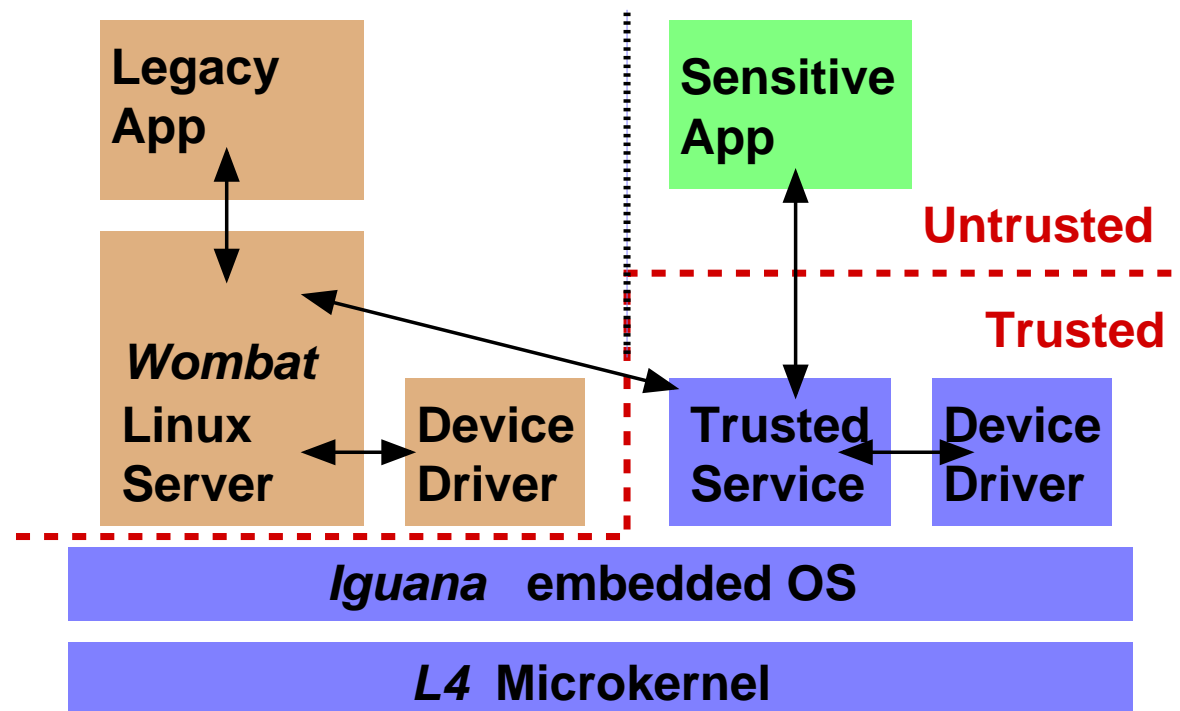 Legacy
App
Sensitive
App
Untrusted
Trusted
Wombat
Linux
Server
Device
Driver
Trusted
Service
Device
Driver
Iguana embedded OS
L4 Microkernel